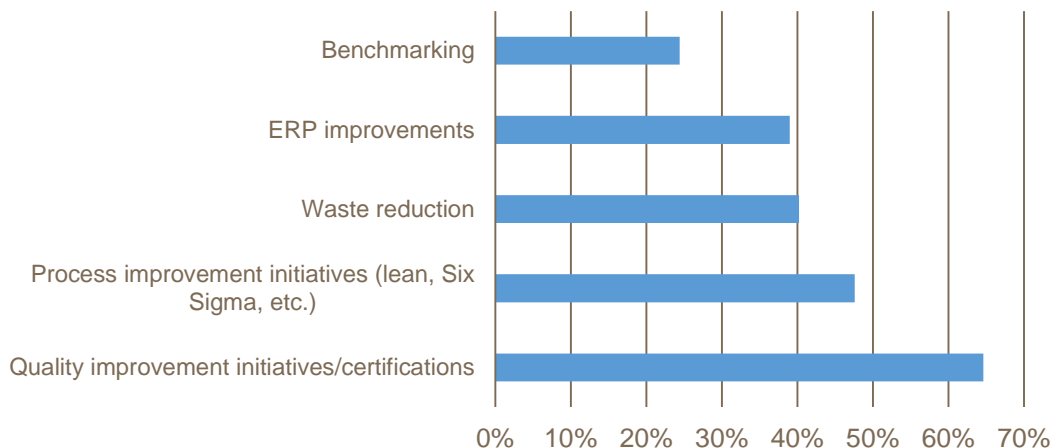 Benchmarking
ERP improvements
Waste reduction
Process improvement initiatives (lean, Six
Sigma, etc.)
Quality improvement initiatives/certifications
0% 10% 20% 30% 40% 50% 60% 70%